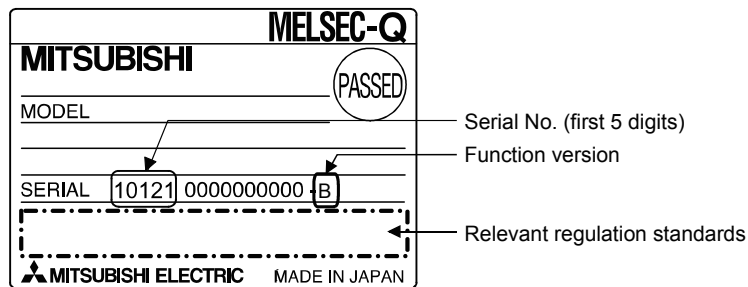 MELSEC-Q
MITSUBISHI
PASSED
MODEL
Serial No. (first 5 digits)
Function version
SERIAL 10121 0000000000 -B
Relevant regulation standards
MITSUBISHI ELECTRIC MADE IN JAPAN